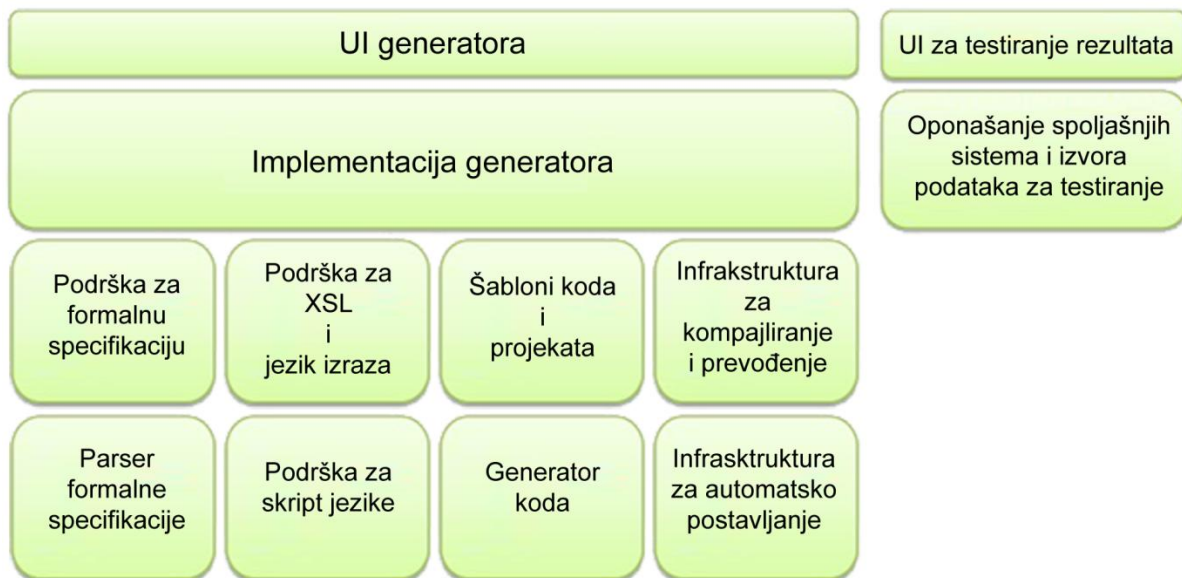 UI generatora
UI za testiranje rezultata
Implementacija generatora
Oponašanje spoljašnjih
sistema i izvora
podataka za testiranje
Podrška za
formalnu
specifikaciju
Podrška za
XSL
i
jezik izraza
Šabloni koda
i
projekata
Infrakstruktura
za
kompajliranje
i prevođenje
Parser
formalne
specifikacije
Podrška za
skript jezike
Generator
koda
Infrasktruktura
za automatsko
postavljanje